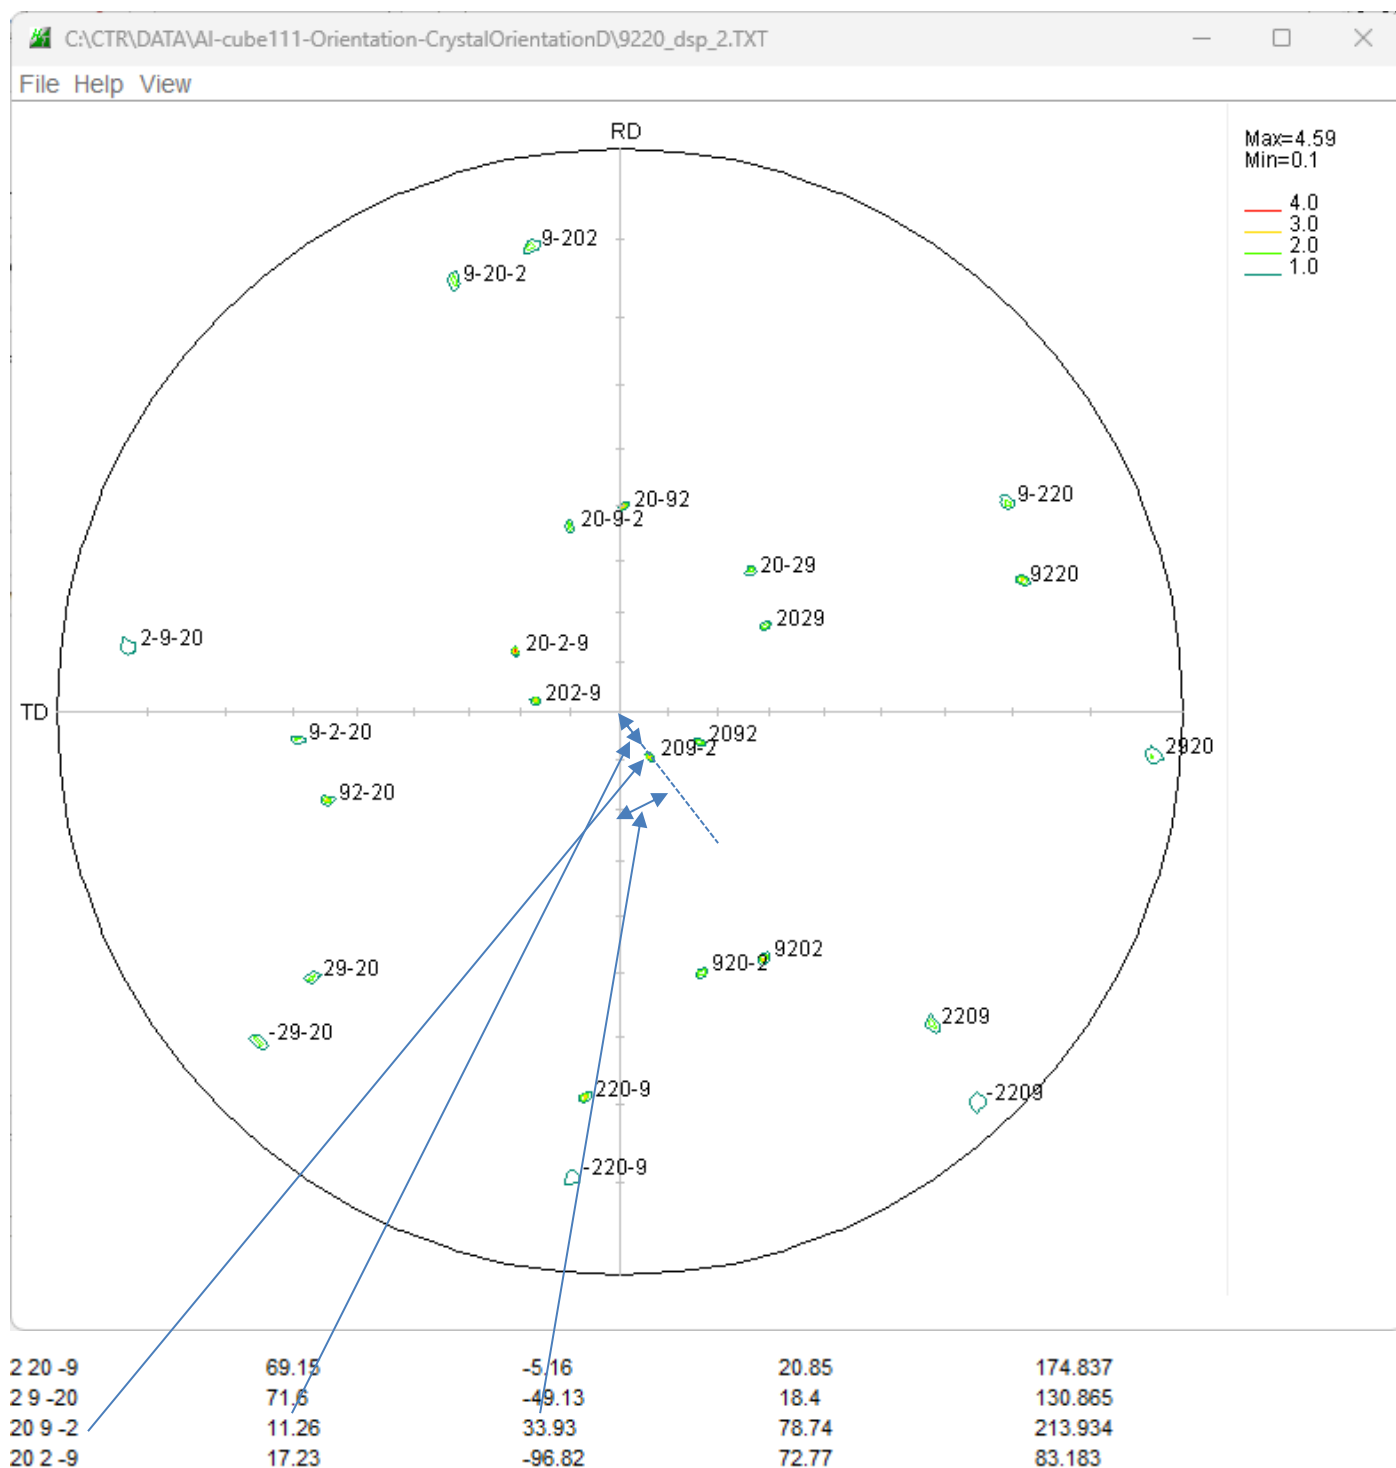 C:\CTR\DATA\AI-cube111-Orientation-CrystalOrientationD\9220_dsp_2.TXT
File Help View
RD
Max=4.59
Min=0.1
4.0
3.0
2.0
1.0
9-202
9-20-2
20-92
9-220
20-9-2
20-29
9220
2029
2-9-20
20-2-9
202-9
TD
9-2-20
2092
209-2
2920
92-20
9202
920-2
29-20
2209
-29-20
220-9
-2209
-220-9
2 20 -9 69.15 -5.16 20.85 174.837
2 9 -20 71.6 -49.13 18.4 130.865
20 9 -2 11.26 33.93 78.74 213.934
20 2 -9 17.23 -96.82 72.77 83.183